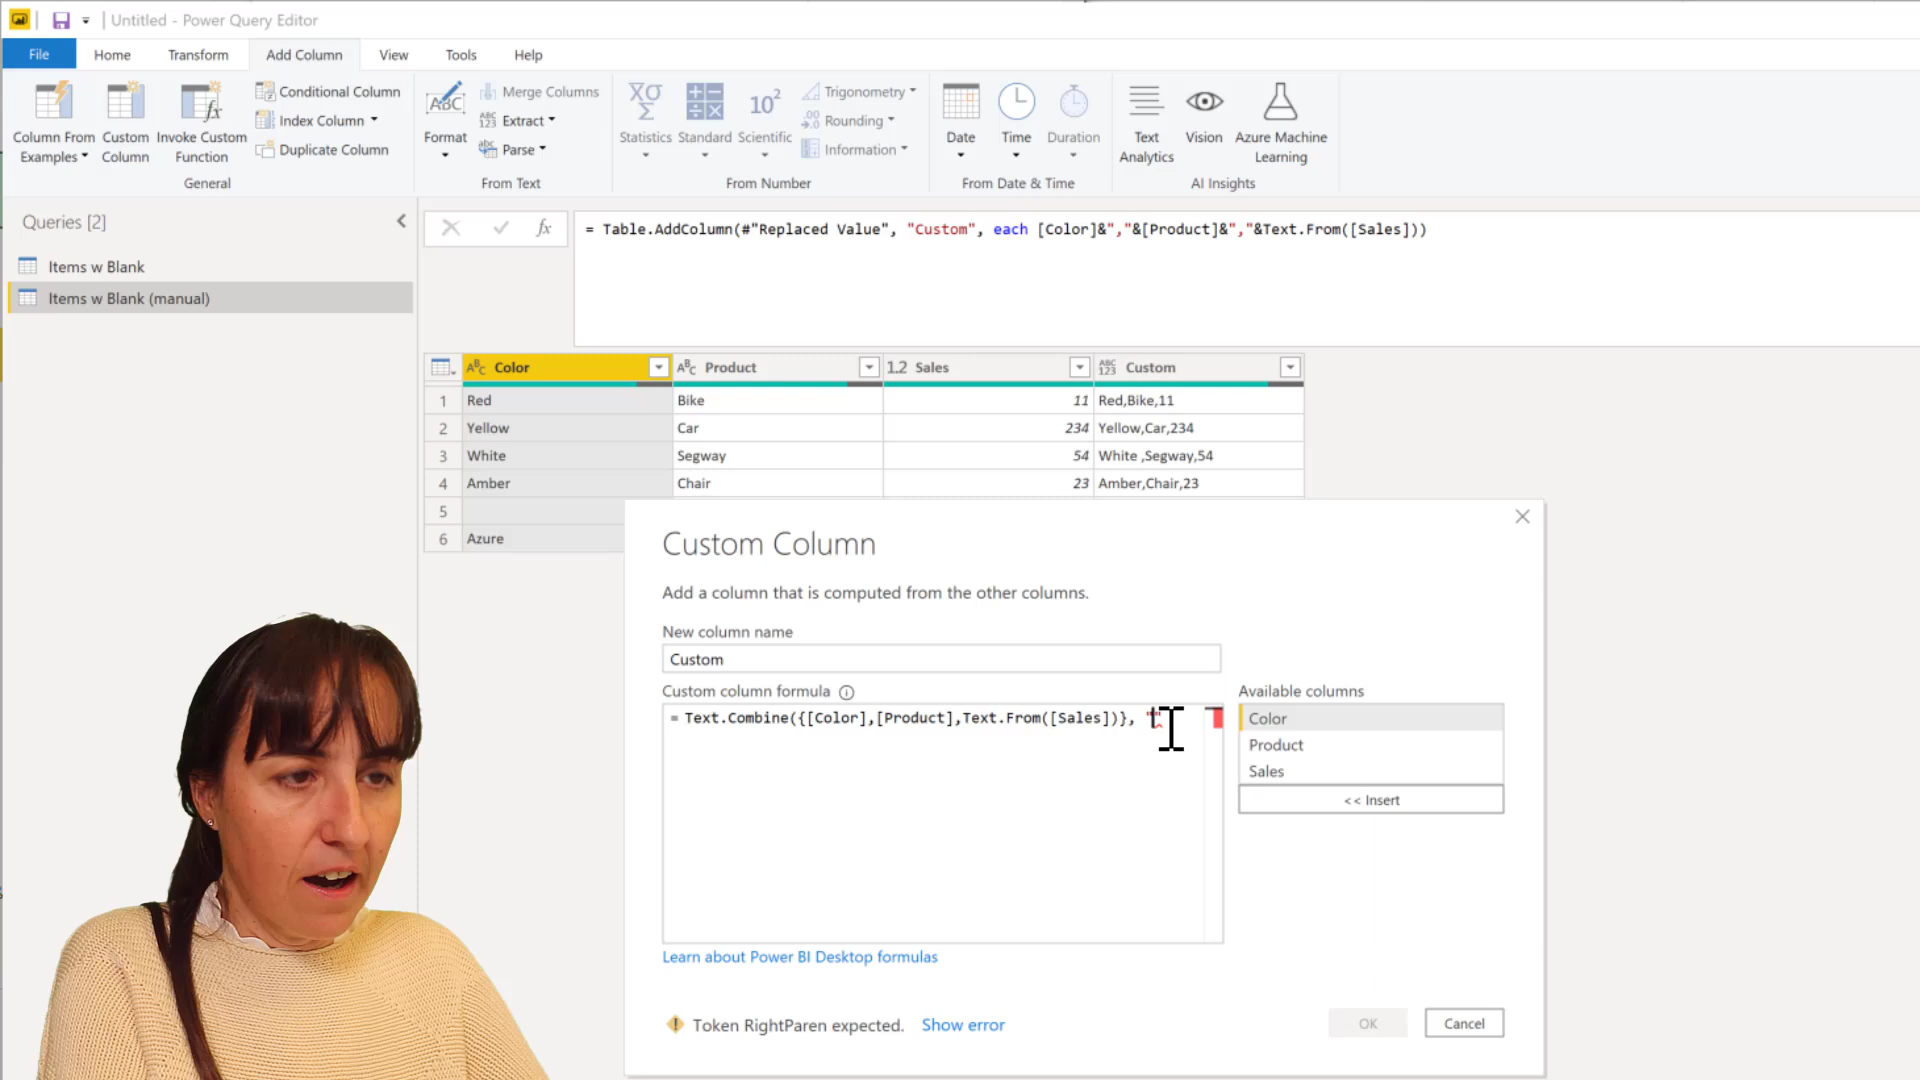 Untitled - Power Query Editor
File Home Transform Add Column View Tools Help
Column From Examples
Custom Column
Invoke Custom Function
Conditional Column
Index Column
Duplicate Column
General
Format
Merge Columns
Extract
Parse
From Text
Statistics
Standard
Scientific
Trigonometry
Rounding
Information
From Number
Date
Time
Duration
From Date & Time
Text Analytics
Vision
Azure Machine Learning
AI Insights
Queries [2]
Items w Blank
Items w Blank (manual)
= Table.AddColumn(#"Replaced Value", "Custom", each [Color]&","&[Product]&","&Text.From([Sales]))
Color Product 1.2 Sales Custom
1 Red Bike 11 Red,Bike,11
2 Yellow Car 234 Yellow,Car,234
3 White Segway 54 White ,Segway,54
4 Amber Chair 23 Amber,Chair,23
5
6 Azure
Custom Column
Add a column that is computed from the other columns.
New column name
Custom
Custom column formula
= Text.Combine({[Color],[Product],Text.From([Sales])}, ""
Available columns
Color
Product
Sales
<< Insert
Learn about Power BI Desktop formulas
Token RightParen expected. Show error
OK
Cancel